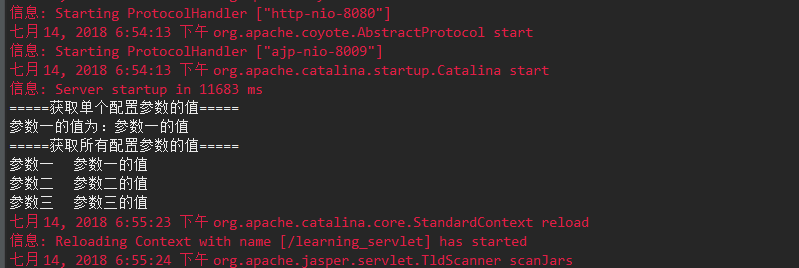 信息: Starting ProtocolHandler ["http-nio-8080"]
七月 14, 2018 6:54:13 下午 org.apache.coyote.AbstractProtocol start
信息: Starting ProtocolHandler ["ajp-nio-8009"]
七月 14, 2018 6:54:13 下午 org.apache.catalina.startup.Catalina start
信息: Server startup in 11683 ms
=====获取单个配置参数的值=====
参数一的值为：参数一的值
=====获取所有配置参数的值=====
参数一 参数一的值
参数二 参数二的值
参数三 参数三的值
七月 14, 2018 6:55:23 下午 org.apache.catalina.core.StandardContext reload
信息: Reloading Context with name [/learning_servlet] has started
七月 14, 2018 6:55:24 下午 org.apache.jasper.servlet.TldScanner scanJars